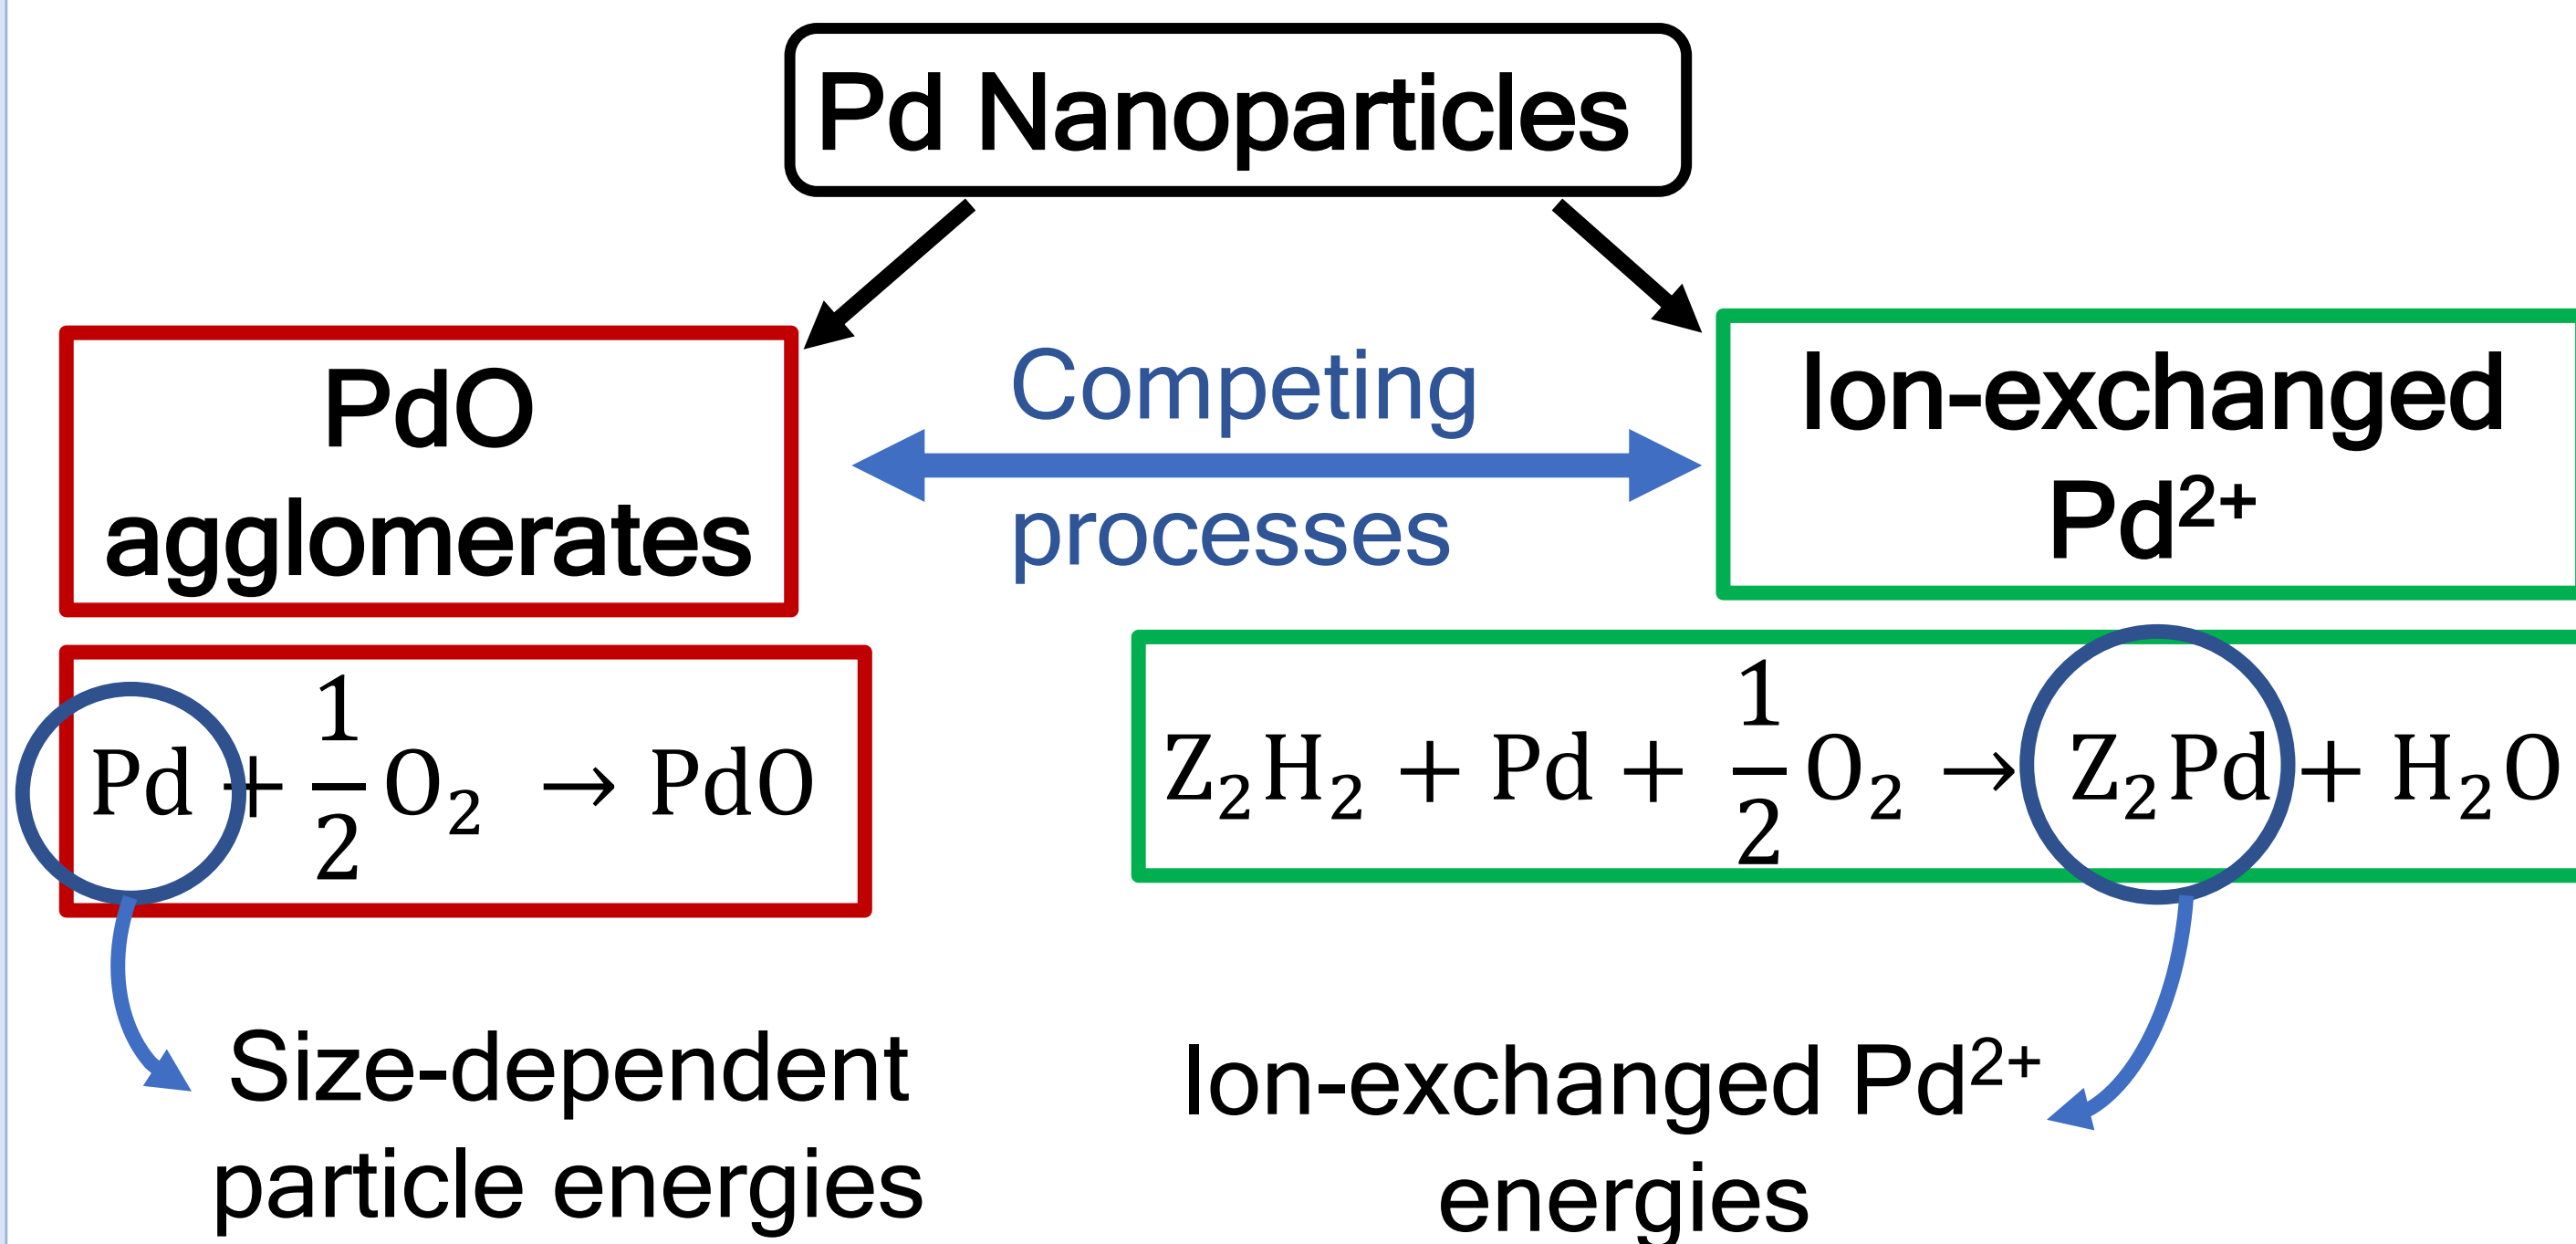 Pd Nanoparticles
PdO
agglomerates
Competing
processes
Ion-exchanged
Pd²⁺
Pd + 1/2 O₂ → PdO
Z₂H₂ + Pd + 1/2 O₂ → Z₂Pd + H₂O
Size-dependent
particle energies
Ion-exchanged Pd²⁺
energies